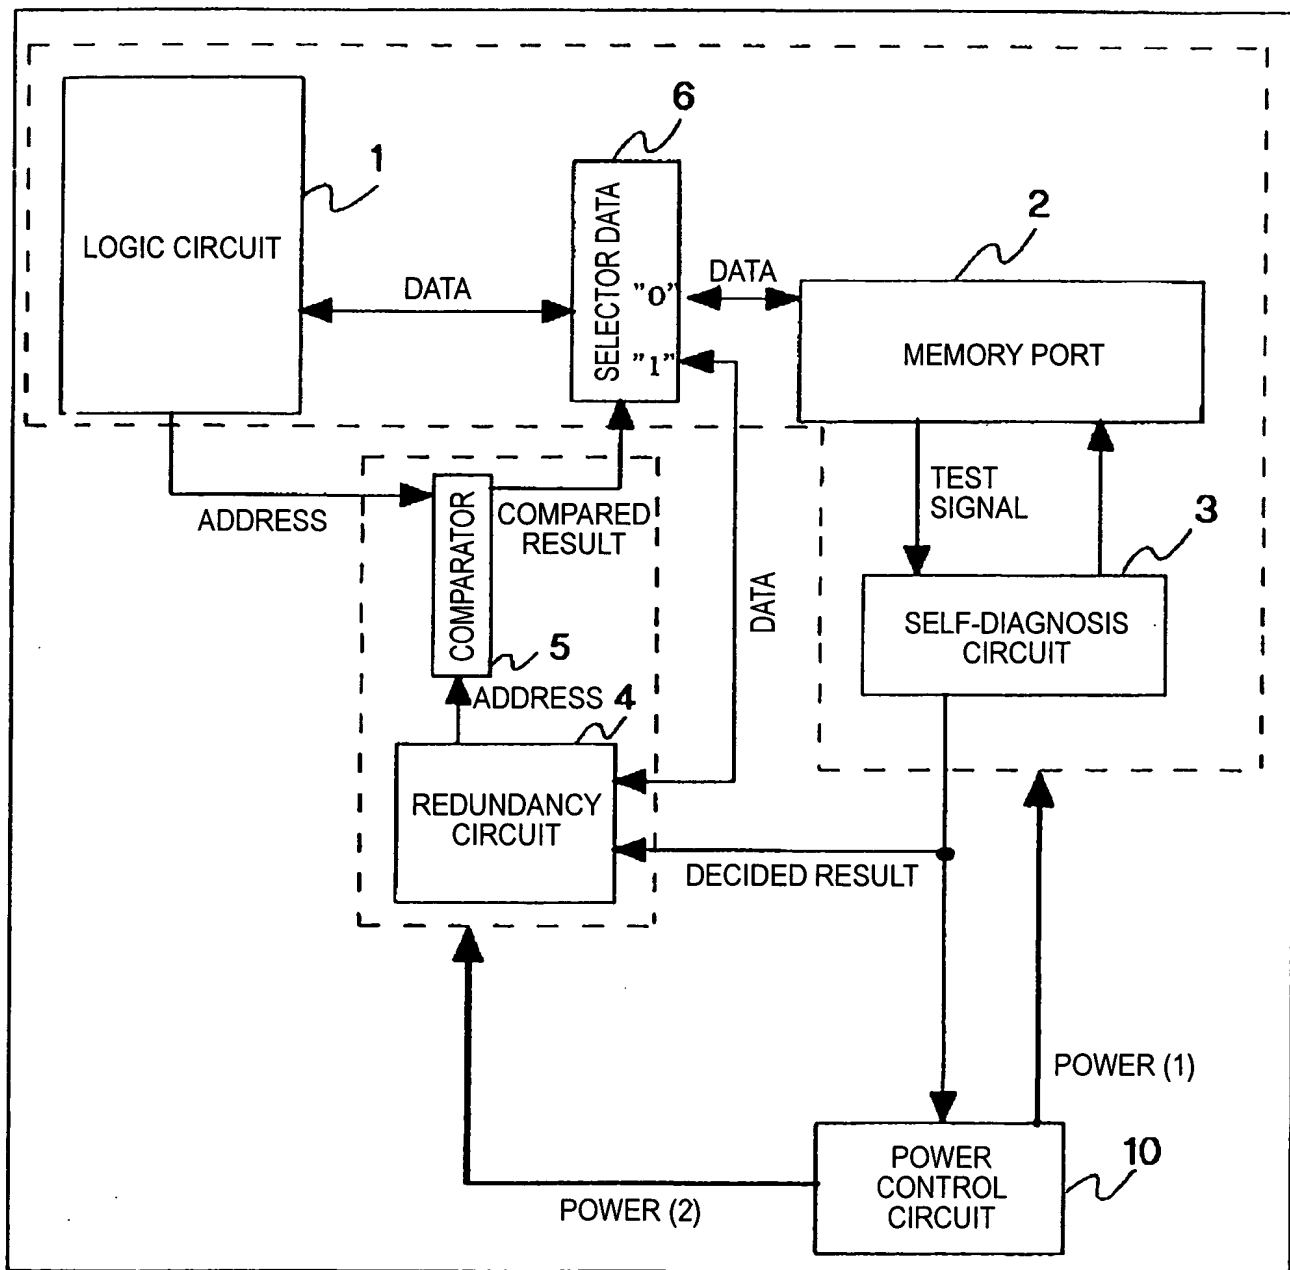 6
1
LOGIC CIRCUIT
DATA
SELECTOR DATA
"0"
"1"
DATA
2
MEMORY PORT
ADDRESS
COMPARATOR
COMPARED
RESULT
TEST
SIGNAL
3
SELF-DIAGNOSIS
CIRCUIT
DATA
5
ADDRESS
4
REDUNDANCY
CIRCUIT
DECIDED RESULT
POWER (1)
POWER (2)
POWER
CONTROL
CIRCUIT
10